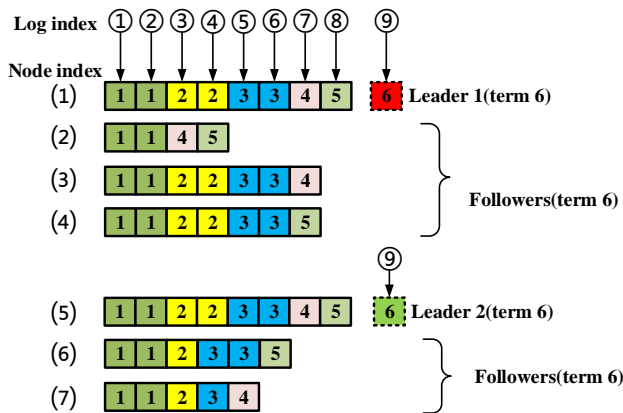 Log index ① ② ③ ④ ⑤ ⑥ ⑦ ⑧ ⑨
Node index
(1) 1 1 2 2 3 3 4 5 6 Leader 1(term 6)
(2) 1 1 4 5
(3) 1 1 2 2 3 3 4
Followers(term 6)
(4) 1 1 2 2 3 3 5
⑨
(5) 1 1 2 2 3 3 4 5 6 Leader 2(term 6)
(6) 1 1 2 3 3 5
Followers(term 6)
(7) 1 1 2 3 4